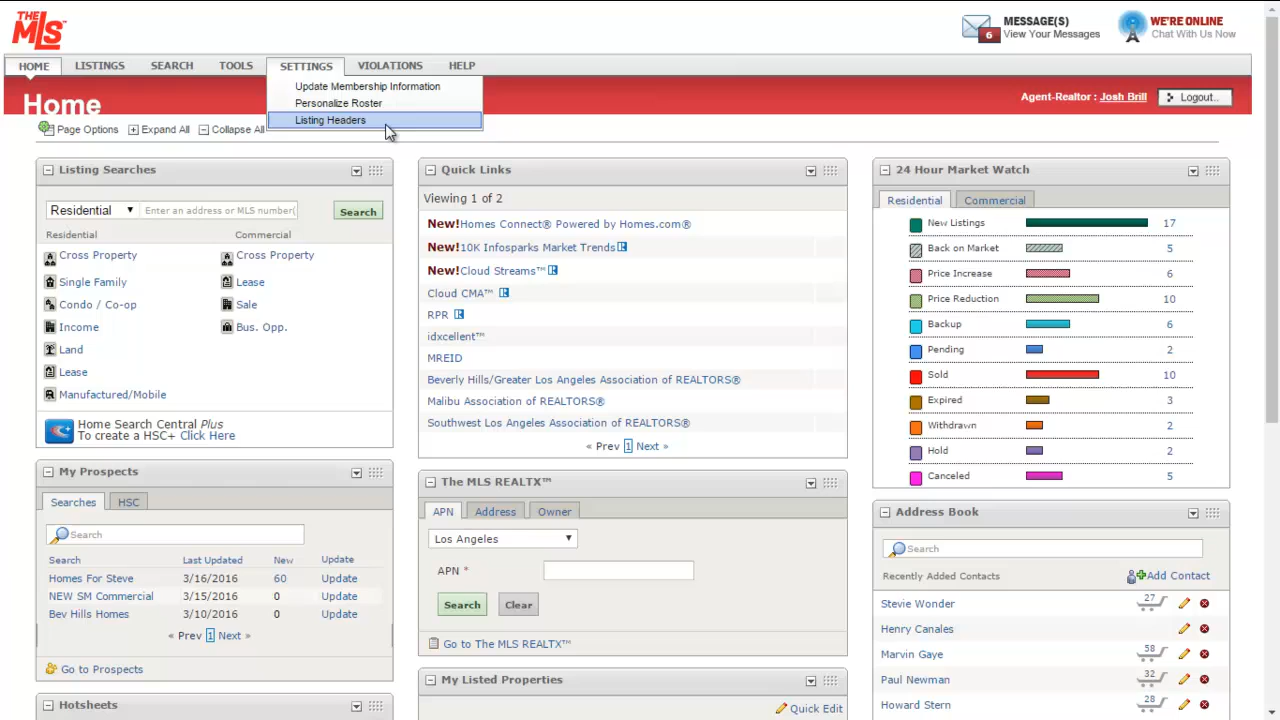 THE
MLS™
MESSAGE(S)
6
View Your Messages
WE'RE ONLINE
Chat With Us Now
HOME
LISTINGS
SEARCH
TOOLS
SETTINGS
VIOLATIONS
HELP
Update Membership Information
Personalize Roster
Listing Headers
Home
Agent-Realtor : Josh Brill
Logout..
Page Options
Expand All
Collapse All
Listing Searches
Residential
Enter an address or MLS number(
Search
Residential
Commercial
Cross Property
Cross Property
Single Family
Lease
Condo / Co-op
Sale
Income
Bus. Opp.
Land
Lease
Manufactured/Mobile
Home Search Central Plus
To create a HSC+ Click Here
My Prospects
Searches
HSC
Search
Search Last Updated New Update
Homes For Steve 3/16/2016 60 Update
NEW SM Commercial 3/15/2016 0 Update
Bev Hills Homes 3/10/2016 0 Update
« Prev 1 Next »
Go to Prospects
Hotsheets
Quick Links
Viewing 1 of 2
New!Homes Connect® Powered by Homes.com®
New!10K Infosparks Market Trends
New!Cloud Streams™
Cloud CMA™
RPR
idxcellent™
MREID
Beverly Hills/Greater Los Angeles Association of REALTORS®
Malibu Association of REALTORS®
Southwest Los Angeles Association of REALTORS®
« Prev 1 Next »
The MLS REALTX™
APN
Address
Owner
Los Angeles
APN *
Search
Clear
Go to The MLS REALTX™
My Listed Properties
Quick Edit
24 Hour Market Watch
Residential
Commercial
New Listings 17
Back on Market 5
Price Increase 6
Price Reduction 10
Backup 6
Pending 2
Sold 10
Expired 3
Withdrawn 2
Hold 2
Canceled 5
Address Book
Search
Recently Added Contacts
Add Contact
Stevie Wonder 27
Henry Canales
Marvin Gaye 58
Paul Newman 32
Howard Stern 28